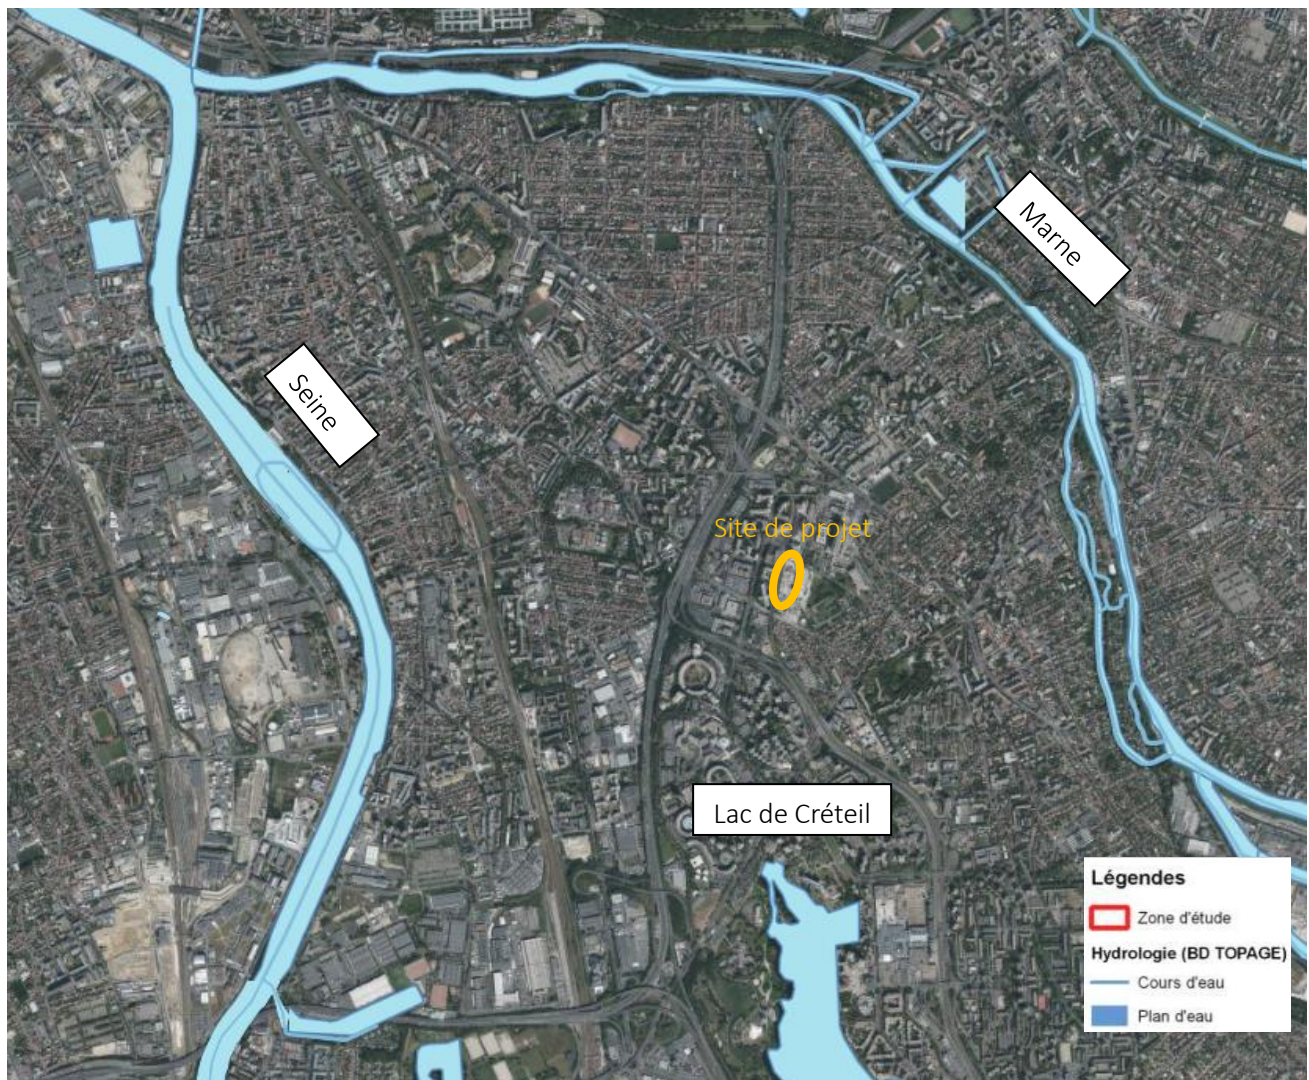 Marne
Seine
Site de projet
Lac de Créteil
Légendes
Zone d'étude
Hydrologie (BD TOPAGE)
Cours d'eau
Plan d'eau